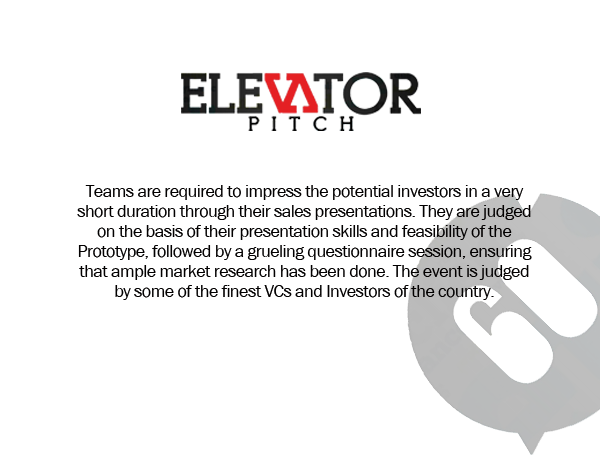 ELEVATOR
PITCH
Teams are required to impress the potential investors in a very
short duration through their sales presentations. They are judged
on the basis of their presentation skills and feasibility of the
Prototype, followed by a grueling questionnaire session, ensuring
that ample market research has been done. The event is judged
by some of the finest VCs and Investors of the country.
60